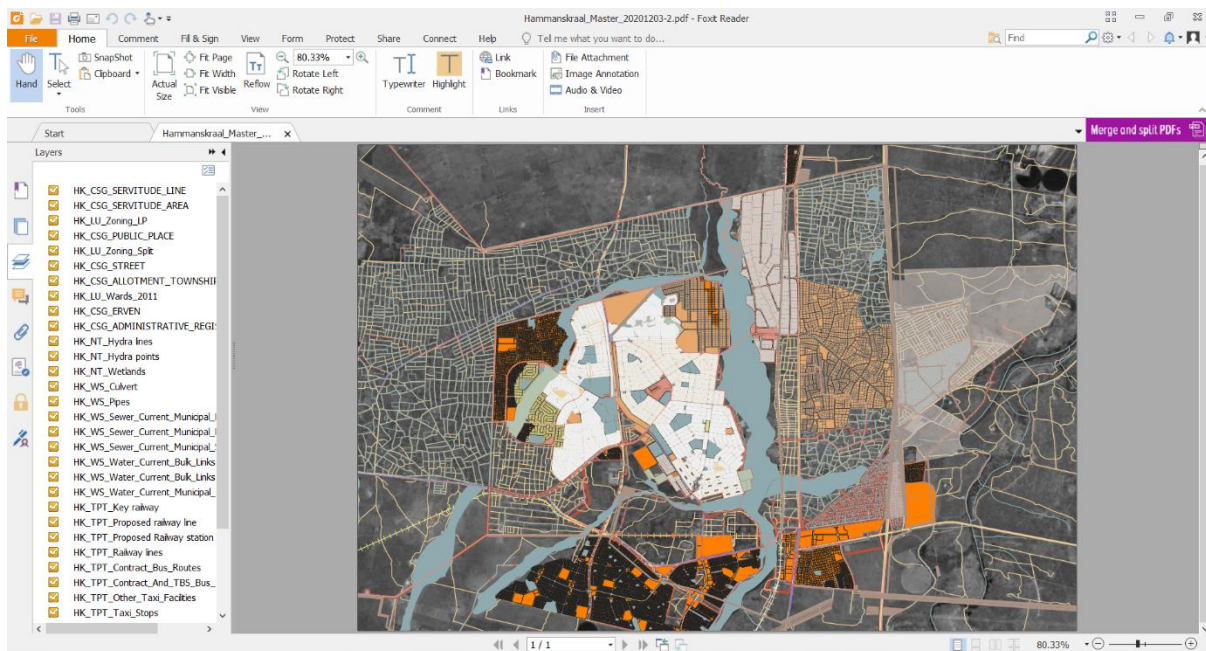 Hammanskraal_Master_20201203-2.pdf - Foxit Reader
File Home Comment Fill & Sign View Form Protect Share Connect Help Tell me what you want to do... Find
Hand
Select
SnapShot
Clipboard
Tools
Actual Size
Fit Page
Fit Width
Fit Visible
Reflow
80.33%
Rotate Left
Rotate Right
View
Typewriter
Highlight
Comment
Link
Bookmark
Links
File Attachment
Image Annotation
Audio & Video
Insert
Start
Hammanskraal_Master_...
Merge and split PDFs
Layers
HK_CSG_SERVITUDE_LINE
HK_CSG_SERVITUDE_AREA
HK_LU_Zoning_LP
HK_CSG_PUBLIC_PLACE
HK_LU_Zoning_Split
HK_CSG_STREET
HK_CSG_ALLOTMENT_TOWNSHIP
HK_LU_Wards_2011
HK_CSG_ERVEN
HK_CSG_ADMINISTRATIVE_REGI
HK_NT_Hydra lines
HK_NT_Hydra points
HK_NT_Wetlands
HK_WS_Culvert
HK_WS_Pipes
HK_WS_Sewer_Current_Municipal_
HK_WS_Sewer_Current_Municipal_
HK_WS_Sewer_Current_Municipal_
HK_WS_Water_Current_Bulk_Links
HK_WS_Water_Current_Bulk_Links
HK_WS_Water_Current_Municipal_
HK_TPT_Key railway
HK_TPT_Proposed railway line
HK_TPT_Proposed Railway station
HK_TPT_Railway lines
HK_TPT_Contract_Bus_Routes
HK_TPT_Contract_And_TBS_Bus_
HK_TPT_Other_Taxi_Facilities
HK_TPT_Taxi_Stops
1 / 1
80.33%